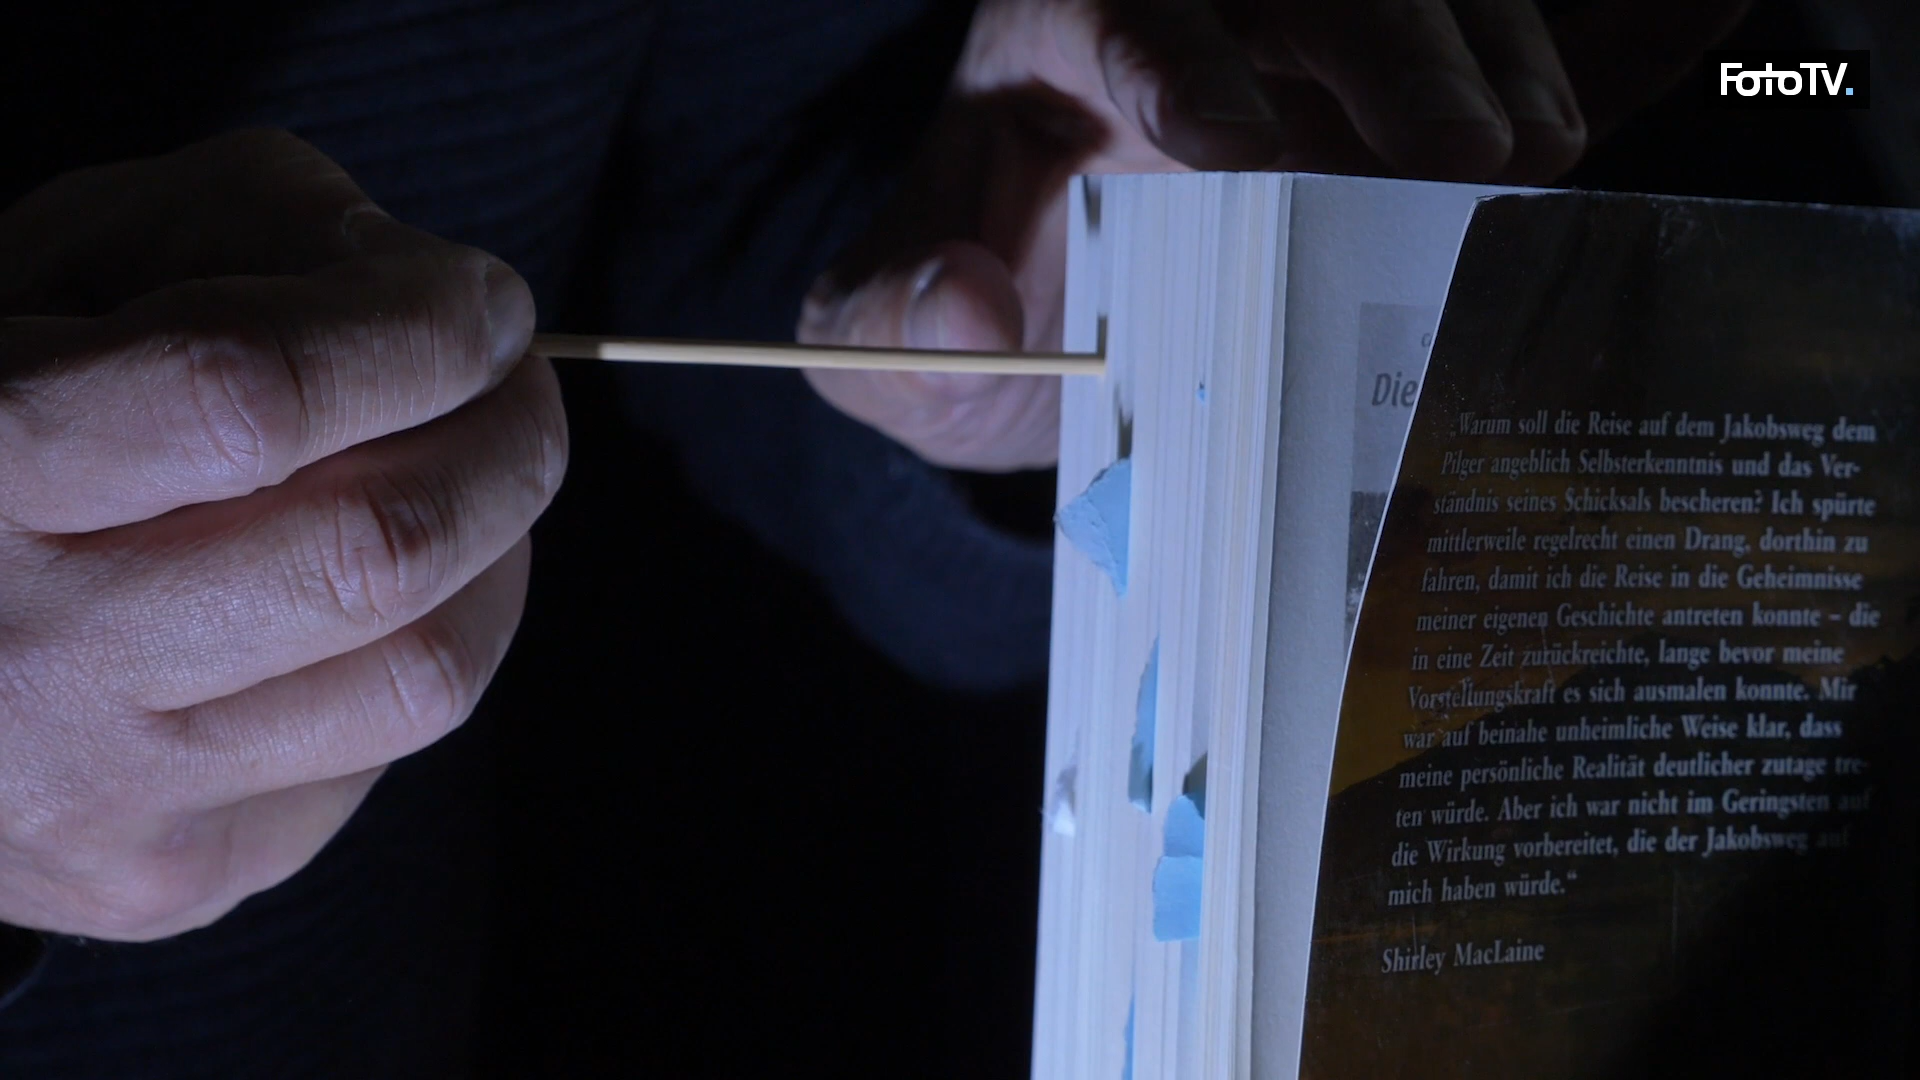 FotoTV.
Die
„Warum soll die Reise auf dem Jakobsweg dem
Pilger angeblich Selbsterkenntnis und das Ver-
ständnis seines Schicksals bescheren? Ich spürte
mittlerweile regelrecht einen Drang, dorthin zu
fahren, damit ich die Reise in die Geheimnisse
meiner eigenen Geschichte antreten konnte – die
in eine Zeit zurückreichte, lange bevor meine
Vorstellungskraft es sich ausmalen konnte. Mir
war auf beinahe unheimliche Weise klar, dass
meine persönliche Realität deutlicher zutage tre-
ten würde. Aber ich war nicht im Geringsten auf
die Wirkung vorbereitet, die der Jakobsweg auf
mich haben würde.“
Shirley MacLaine